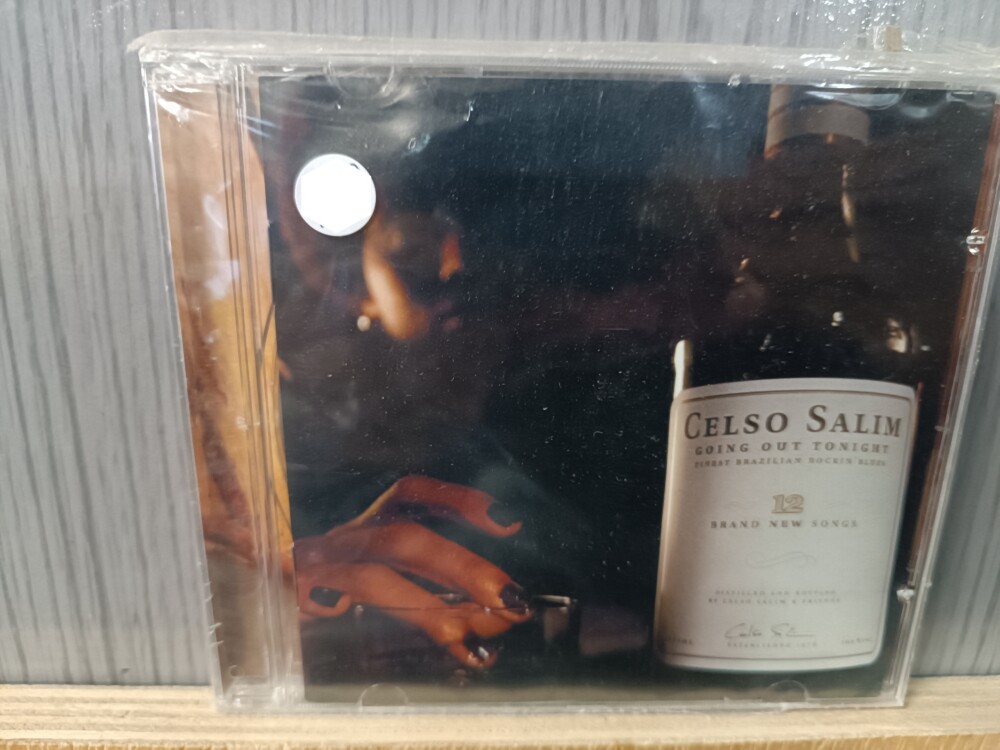 CELSO SALIM
GOING OUT TONIGHT
FINEST BRAZILIAN ROCKIN' BLUES
12
BRAND NEW SONGS
DISTILLED AND BOTTLED
BY CELSO SALIM & FRIENDS
ESTABLISHED